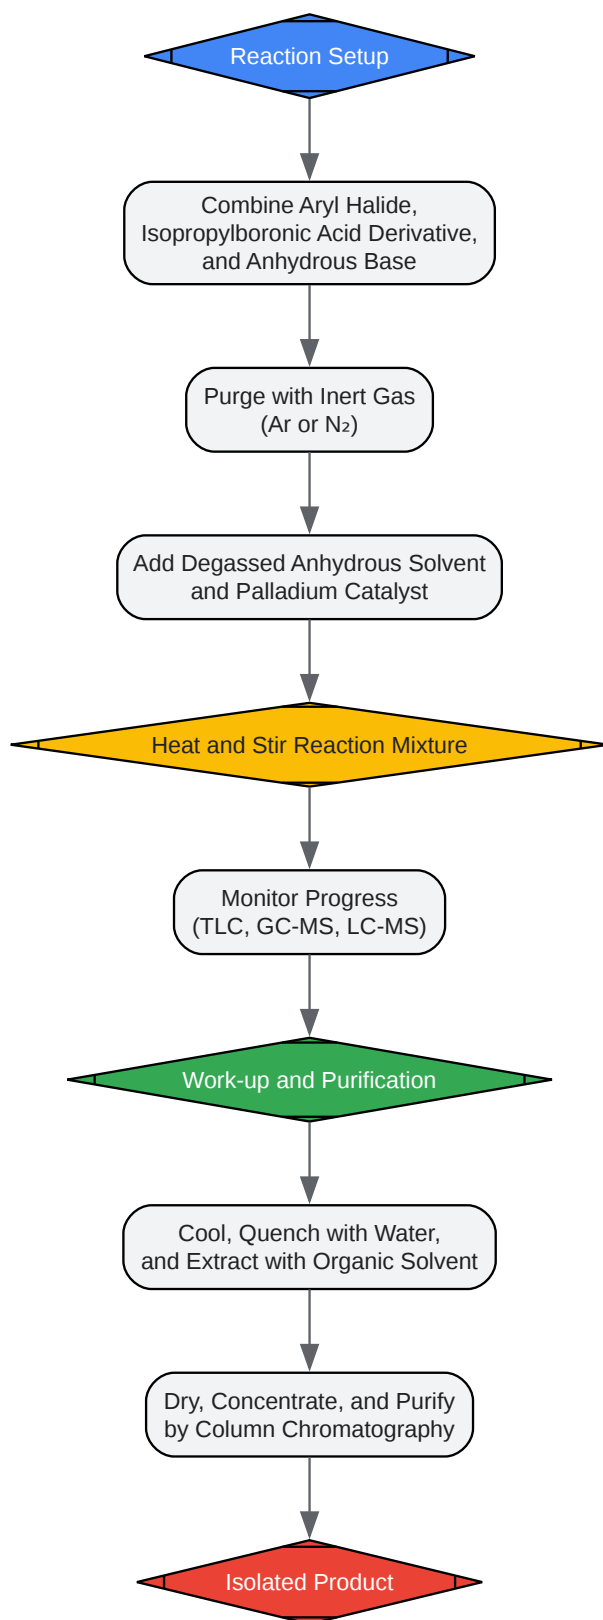 Reaction Setup
Combine Aryl Halide,
Isopropylboronic Acid Derivative,
and Anhydrous Base
Purge with Inert Gas
(Ar or N₂)
Add Degassed Anhydrous Solvent
and Palladium Catalyst
Heat and Stir Reaction Mixture
Monitor Progress
(TLC, GC-MS, LC-MS)
Work-up and Purification
Cool, Quench with Water,
and Extract with Organic Solvent
Dry, Concentrate, and Purify
by Column Chromatography
Isolated Product